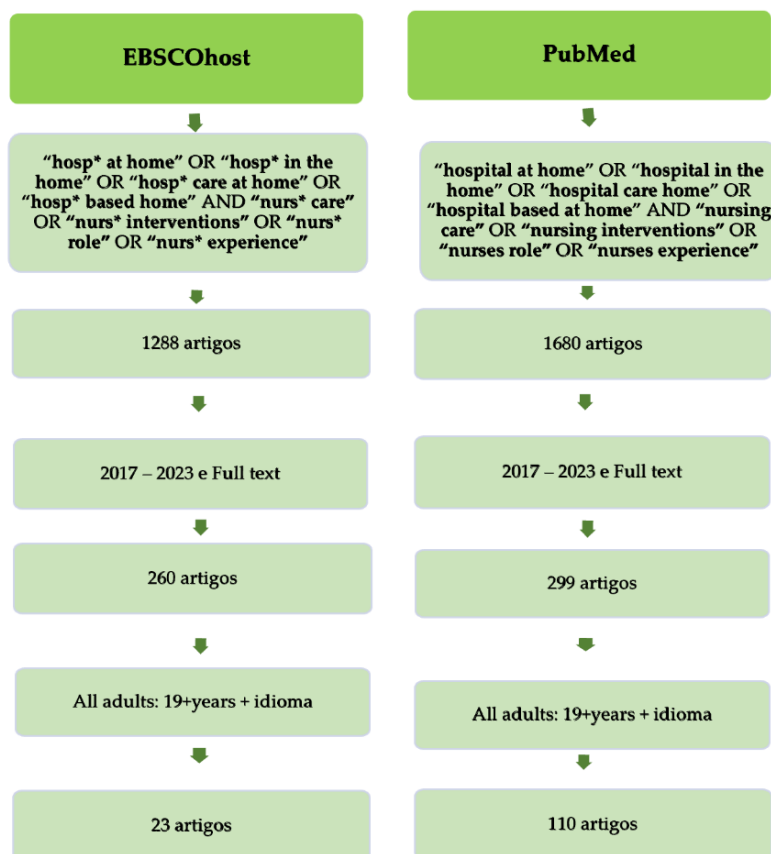 EBSCOhost
“hosp* at home” OR “hosp* in the
home” OR “hosp* care at home” OR
“hosp* based home” AND “nurs* care”
OR “nurs* interventions” OR “nurs*
role” OR “nurs* experience”
1288 artigos
2017 – 2023 e Full text
260 artigos
All adults: 19+years + idioma
23 artigos
PubMed
“hospital at home” OR “hospital in the
home” OR “hospital care home” OR
“hospital based at home” AND “nursing
care” OR “nursing interventions” OR
“nurses role” OR “nurses experience”
1680 artigos
2017 – 2023 e Full text
299 artigos
All adults: 19+years + idioma
110 artigos